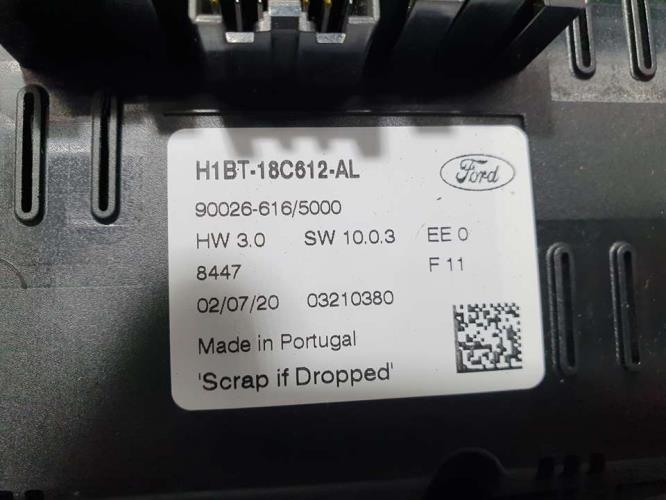 H1BT-18C612-AL
Ford
90026-616/5000
HW 3.0 SW 10.0.3 EE 0
8447 F 11
02/07/20 03210380
Made in Portugal
'Scrap if Dropped'